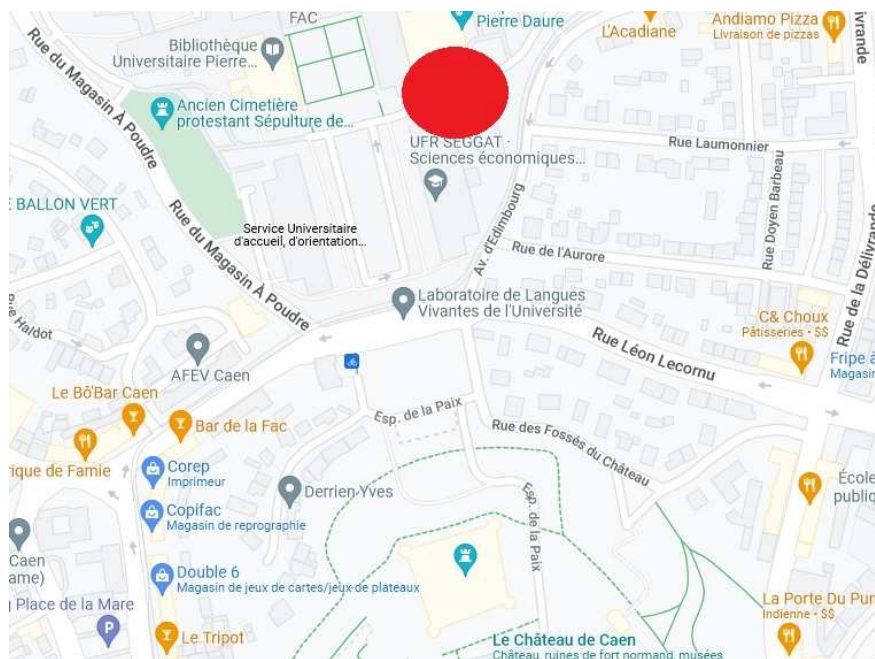 FAC
Pierre Daure
L'Acadiane
Andiamo Pizza
Livraison de pizzas
Bibliothèque
Universitaire Pierre...
Ancien Cimetière
protestant Sépulture de...
UFR SEGGAT ·
Sciences économiques...
Rue Laumonnier
Rue du Magasin À Poudre
Rue Doyen Barbeau
BALLON VERT
Service Universitaire
d'accueil, d'orientation...
Rue du Magasin À Poudre
Av. d'Edimbourg
Rue de l'Aurore
Rue de la Délivrande
Laboratoire de Langues
Vivantes de l'Université
Rue Haldot
C& Choux
Pâtisseries · $$
Rue Léon Lecornu
Fripe à
Magasin
AFEV Caen
Le Bô'Bar Caen
Bar de la Fac
Esp. de la Paix
Rue des Fossés du Château
rique de Famie
Corep
Imprimeur
Derrien Yves
École
publiq
Copifac
Magasin de reprographie
Esp. de la Paix
Caen
ame)
Double 6
Magasin de jeux de cartes/jeux de plateaux
Place de la Mare
P
La Porte Du Pun
Indienne · $$
Le Tripot
Le Château de Caen
Château, ruines de fort normand, musées